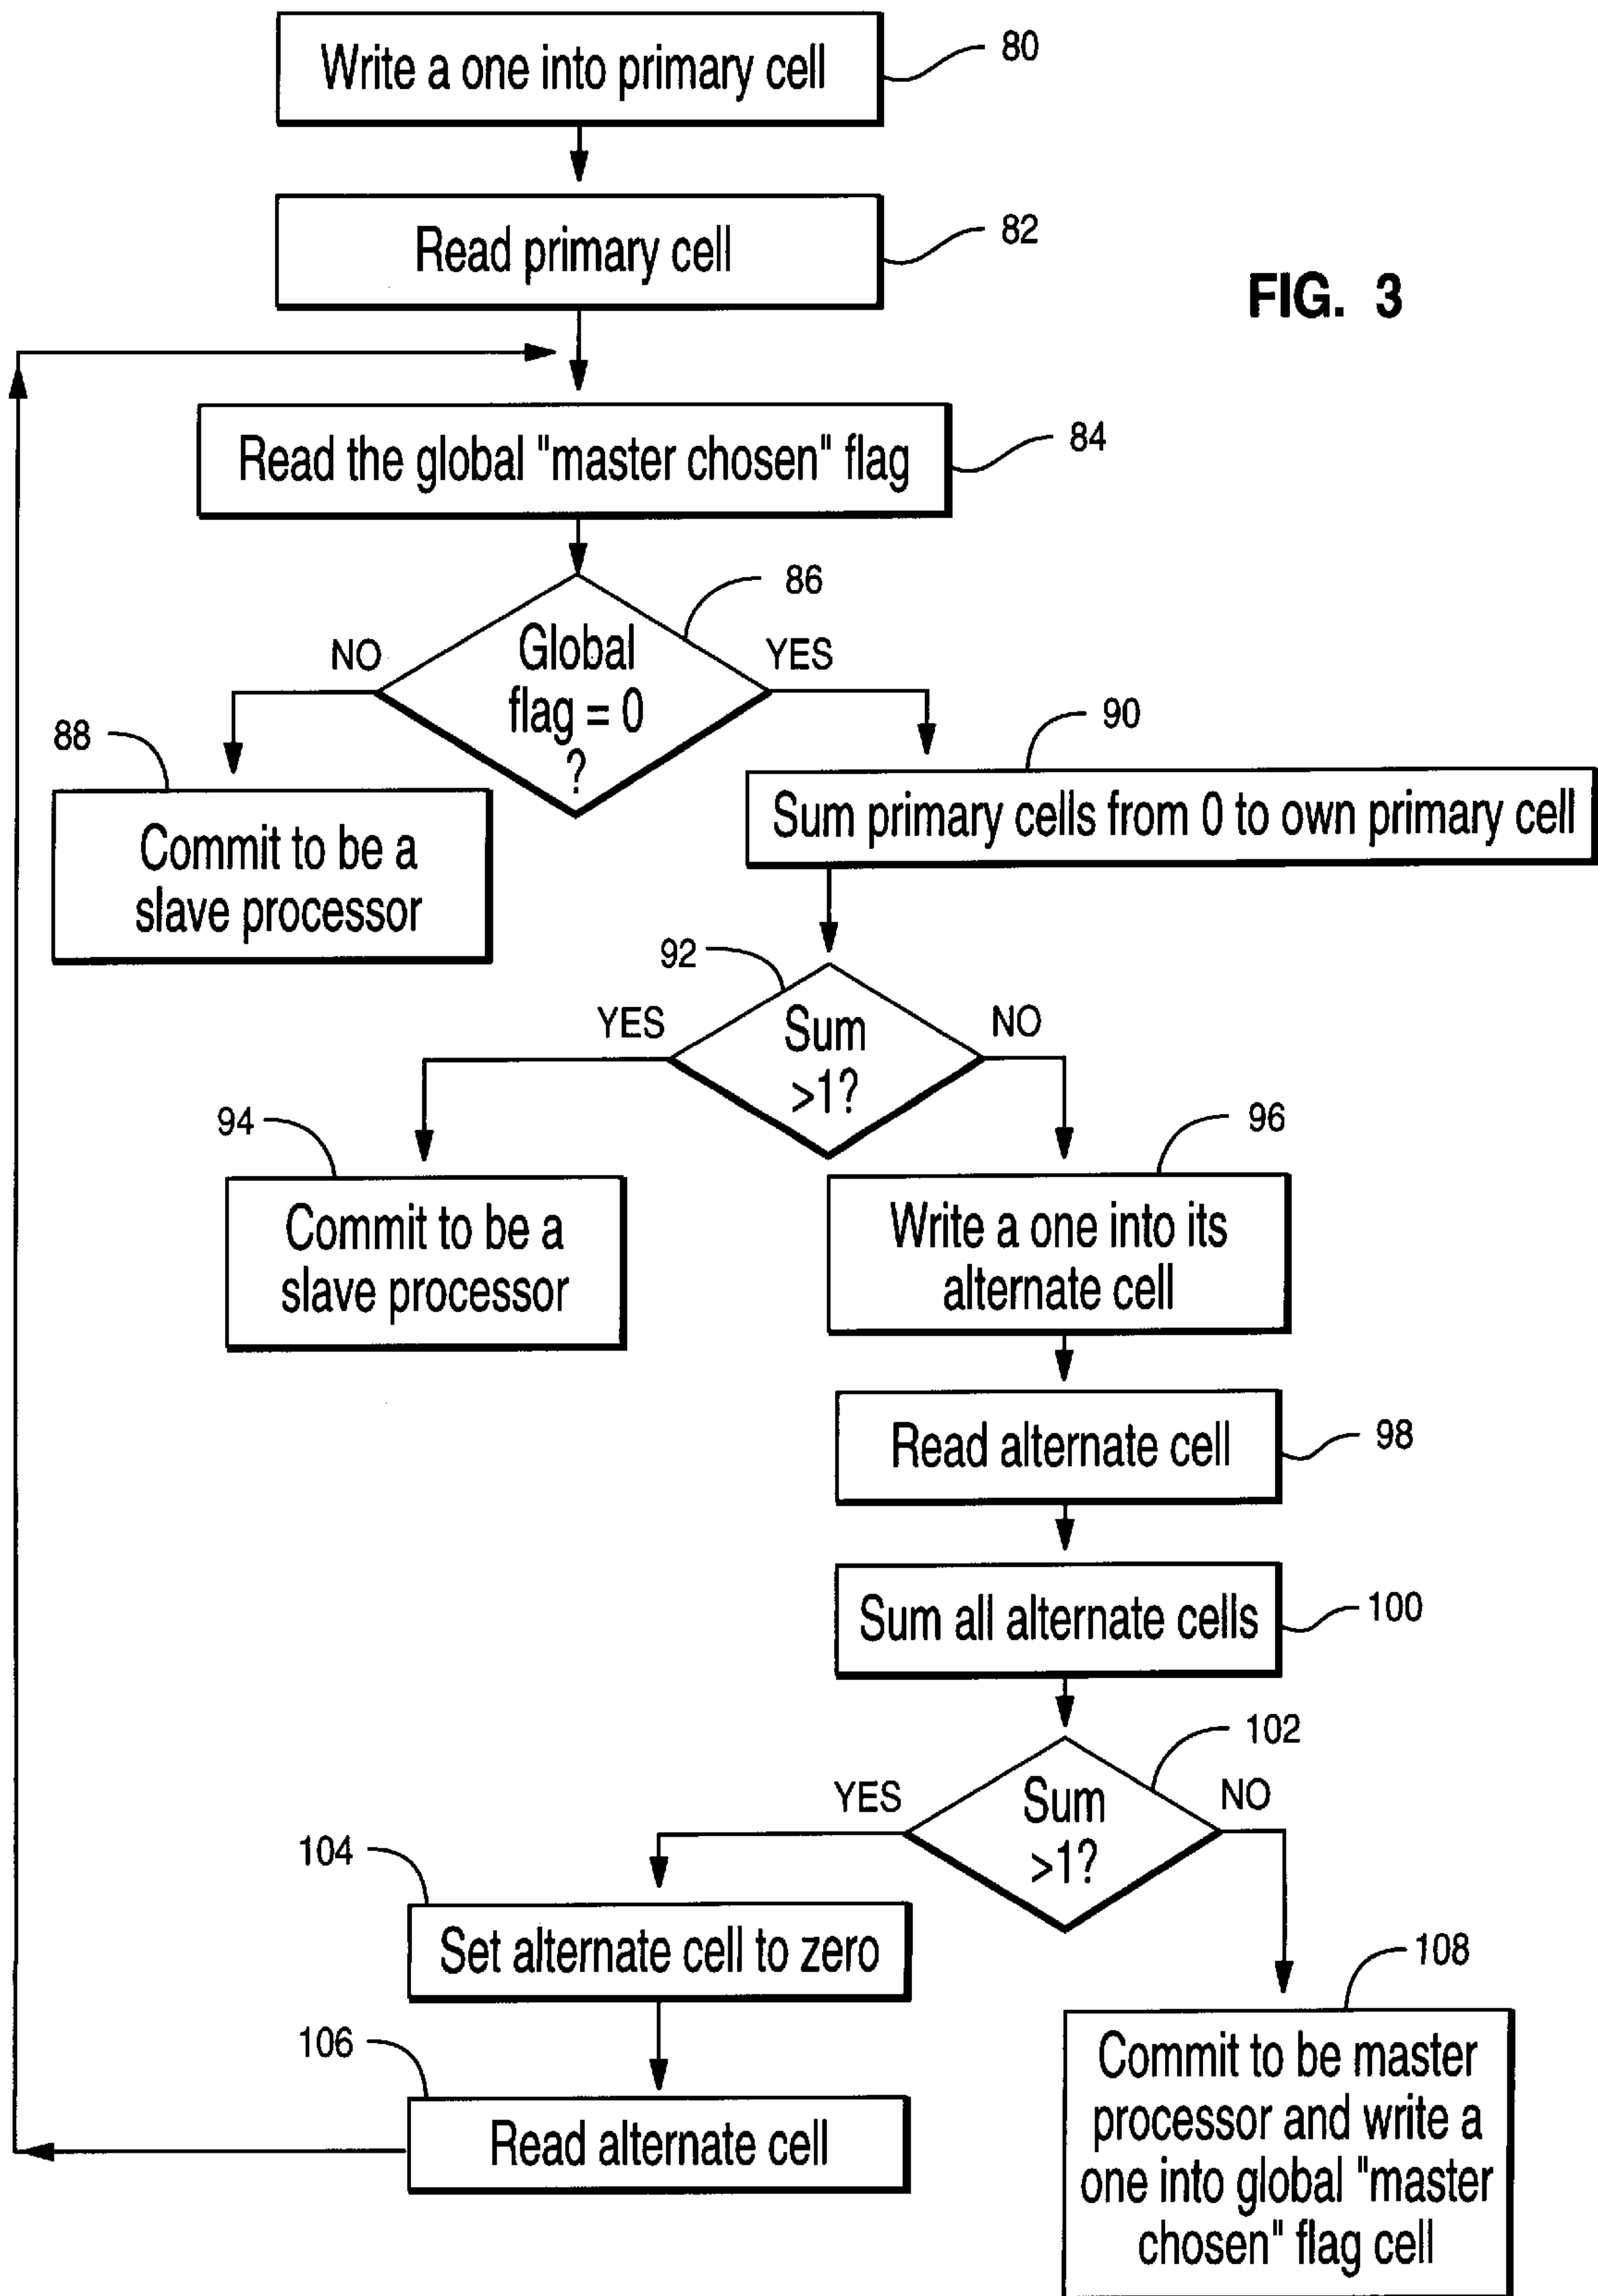 Write a one into primary cell
80
Read primary cell
82
FIG. 3
Read the global "master chosen" flag
84
86
NO
Global
flag = 0
?
YES
88
90
Commit to be a
slave processor
Sum primary cells from 0 to own primary cell
92
YES
Sum
>1?
NO
94
96
Commit to be a
slave processor
Write a one into its
alternate cell
Read alternate cell
98
Sum all alternate cells
100
102
YES
Sum
>1?
NO
104
Set alternate cell to zero
108
106
Read alternate cell
Commit to be master
processor and write a
one into global "master
chosen" flag cell